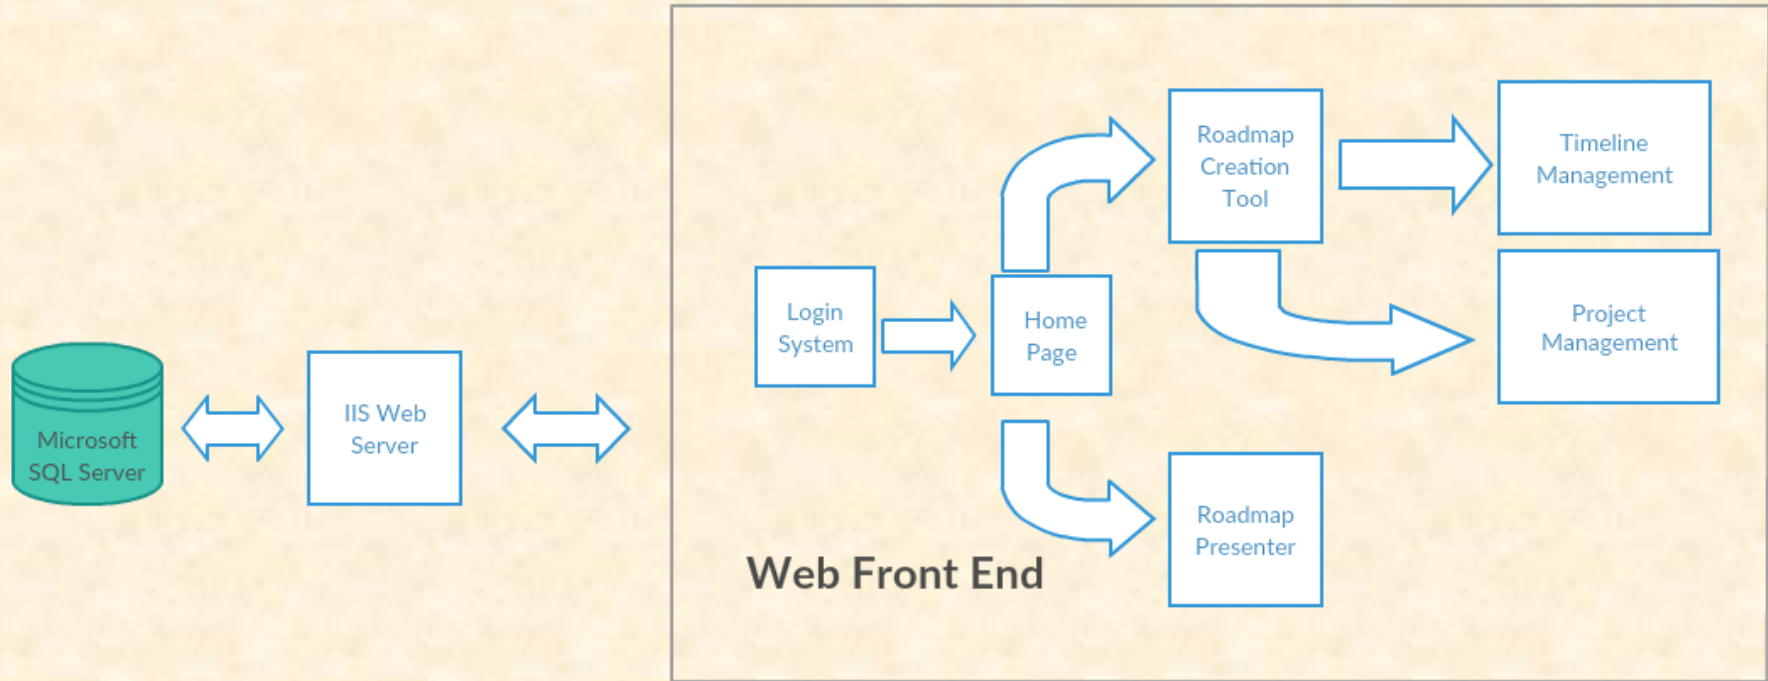 Microsoft
SQL Server
IIS Web
Server
Login
System
Home
Page
Roadmap
Creation
Tool
Timeline
Management
Project
Management
Roadmap
Presenter
Web Front End